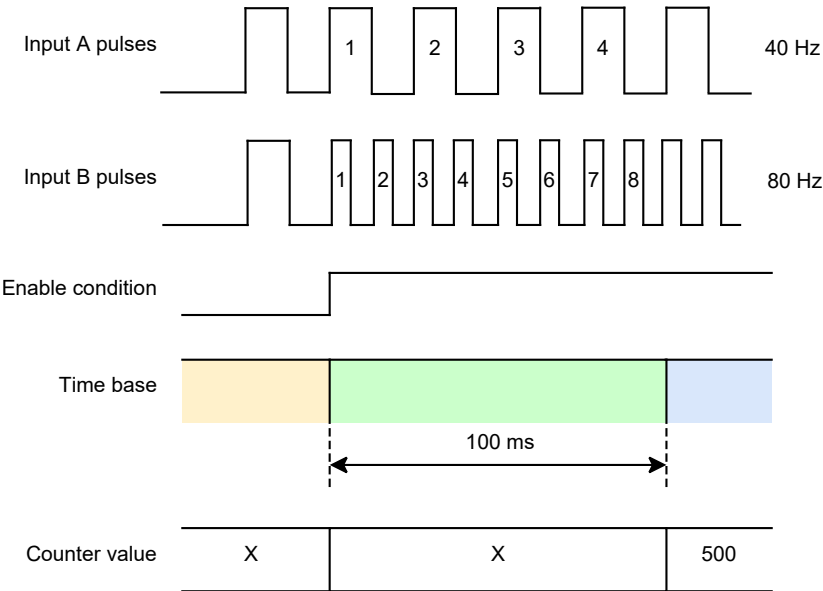 Input A pulses
1 2 3 4
40 Hz
Input B pulses
1 2 3 4 5 6 7 8
80 Hz
Enable condition
Time base
100 ms
Counter value
X X 500